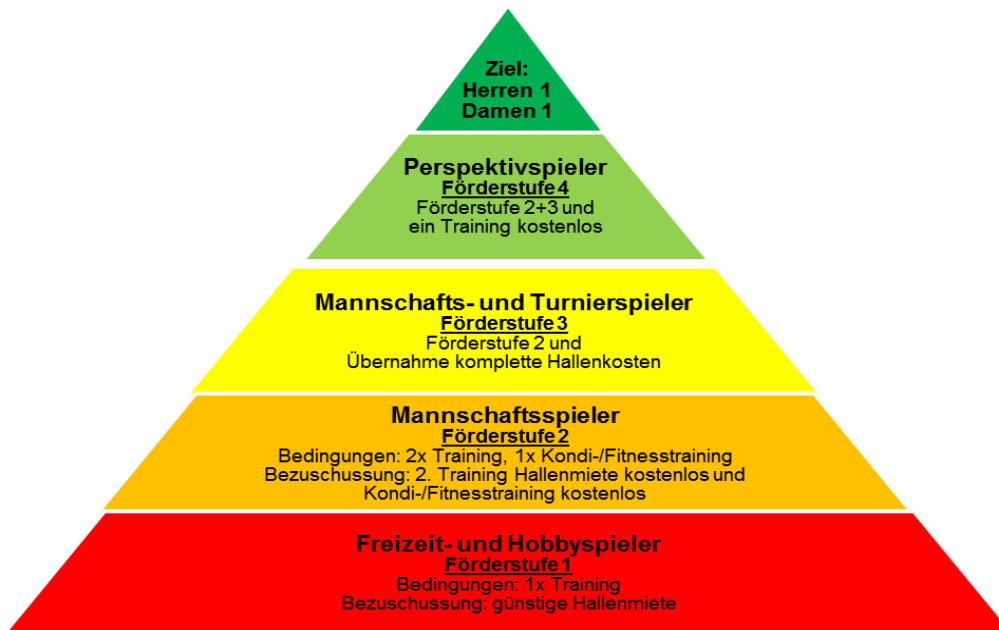 Ziel:
Herren 1
Damen 1
Perspektivspieler
Förderstufe 4
Förderstufe 2+3 und
ein Training kostenlos
Mannschafts- und Turnierspieler
Förderstufe 3
Förderstufe 2 und
Übernahme komplette Hallenkosten
Mannschaftsspieler
Förderstufe 2
Bedingungen: 2x Training, 1x Kondi-/Fitnesstraining
Bezuschussung: 2. Training Hallenmiete kostenlos und
Kondi-/Fitnesstraining kostenlos
Freizeit- und Hobbyspieler
Förderstufe 1
Bedingungen: 1x Training
Bezuschussung: günstige Hallenmiete